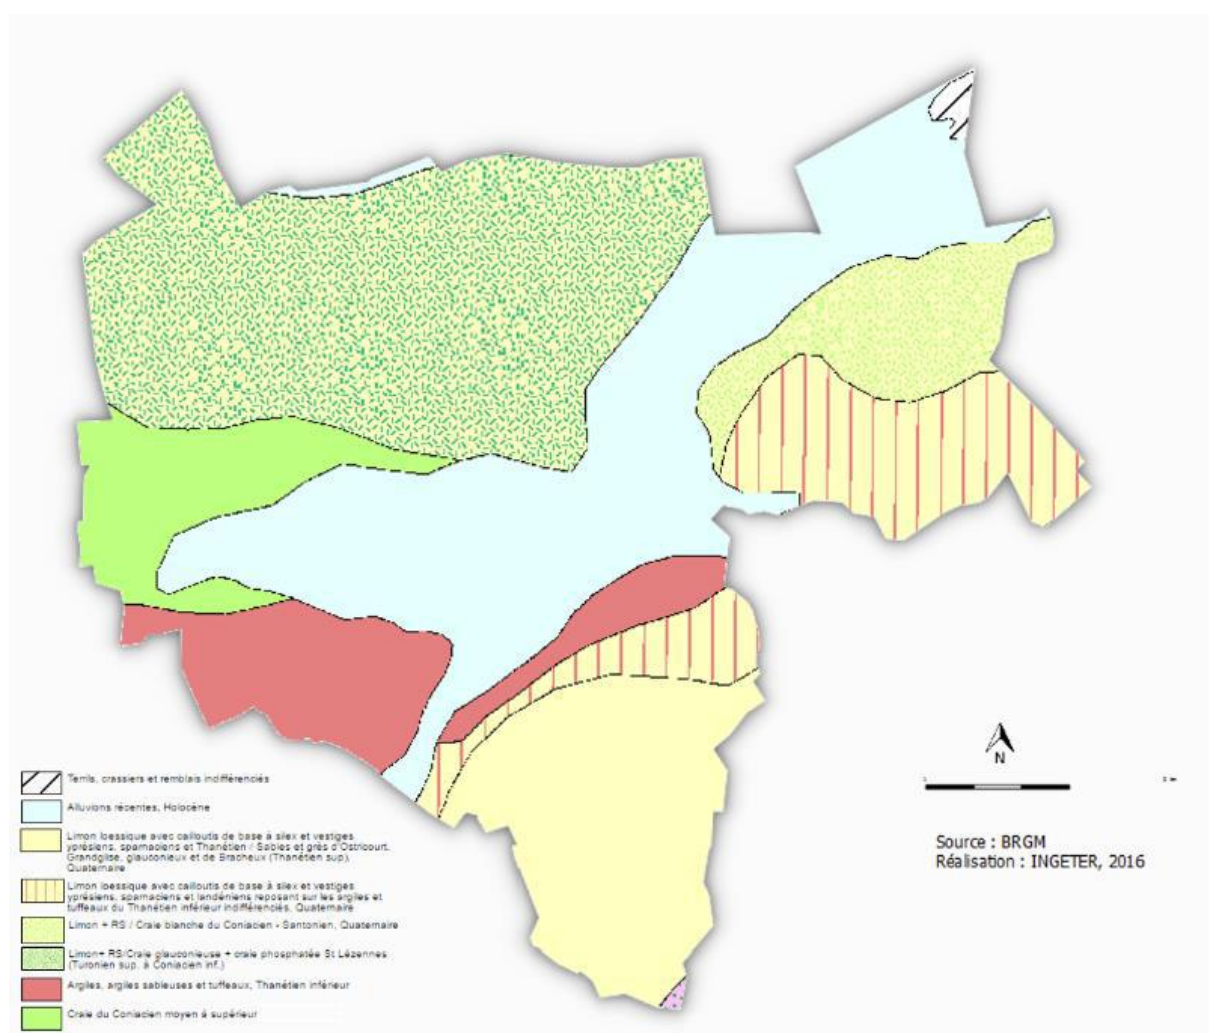 Terrils, crassiers et remblais indifférenciés
Alluvions récentes, Holocène
Limon loessique avec cailloutis de base à silex et vestiges
yprésiens, sparnaciens et Thanétien / Sables et grès d'Ostricourt,
Grandglise, glauconieux et de Bracheux (Thanétien sup),
Quaternaire
Limon loessique avec cailloutis de base à silex et vestiges
yprésiens, sparnaciens et landéniens reposant sur les argiles et
tuffeaux du Thanétien inférieur indifférenciés, Quaternaire
Limon + RS / Craie blanche du Coniacien - Santonien, Quaternaire
Limon+ RS/Craie glauconieuse + craie phosphatée St Lézennes
(Turonien sup. à Coniacien inf.)
Argiles, argiles sableuses et tuffeaux, Thanétien inférieur
Craie du Coniacien moyen à supérieur
N
Source : BRGM
Réalisation : INGETER, 2016